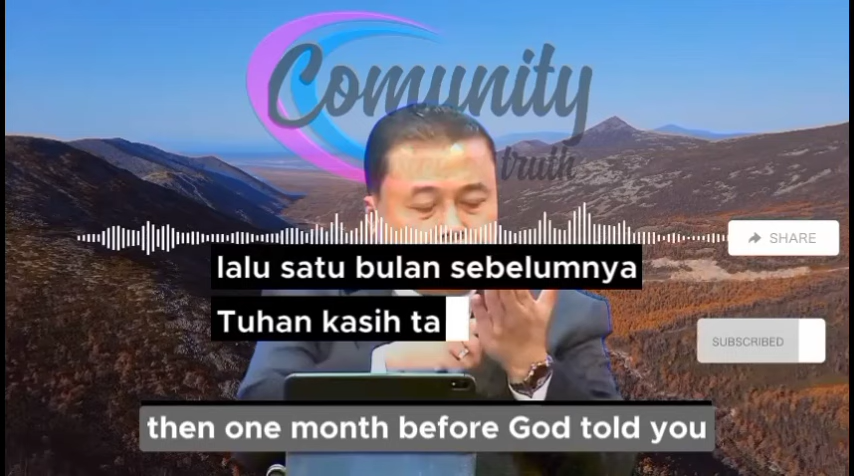 Comunity
truth
SHARE
lalu satu bulan sebelumnya
Tuhan kasih ta
SUBSCRIBED
then one month before God told you